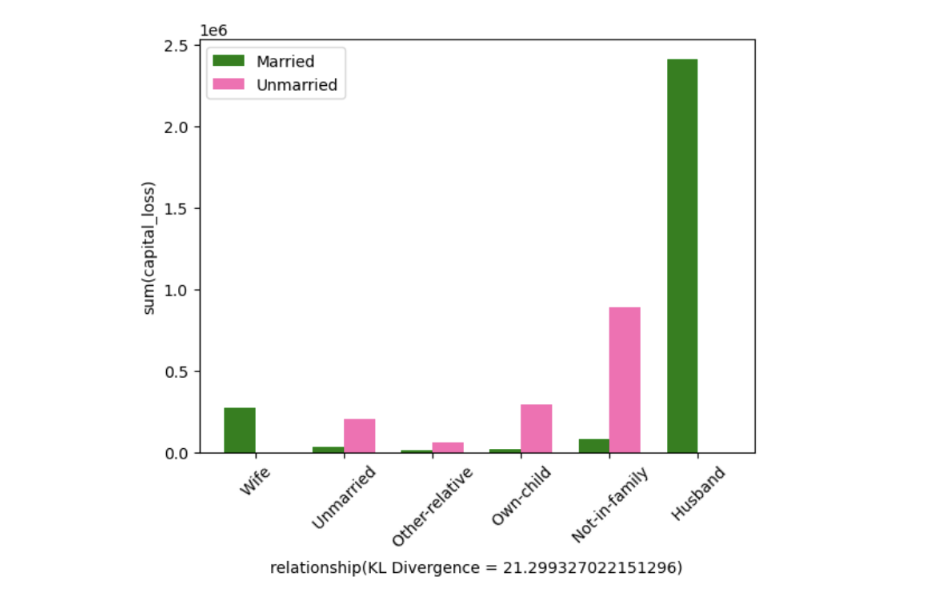 1e6
2.5
2.0
1.5
1.0
0.5
0.0
sum(capital_loss)
Married
Unmarried
Wife
Unmarried
Other-relative
Own-child
Not-in-family
Husband
relationship(KL Divergence = 21.299327022151296)